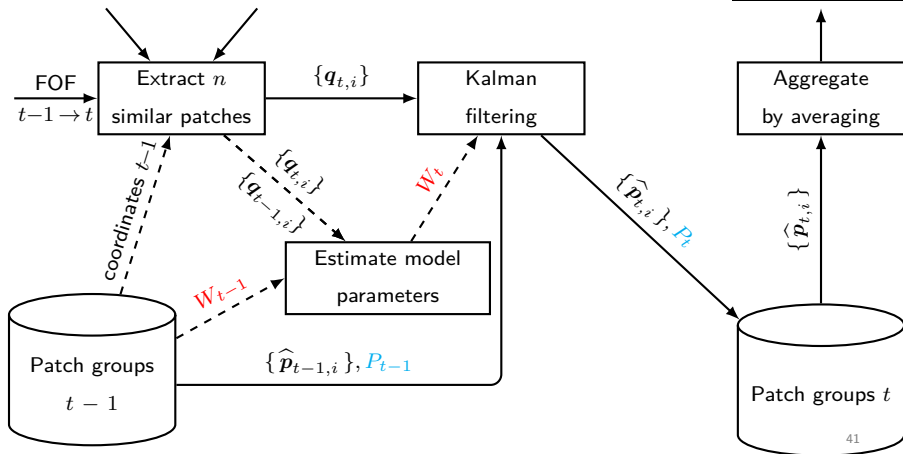 FOF
t−1 → t
Extract n
similar patches
{q_{t,i}}
Kalman
filtering
Aggregate
by averaging
coordinates t−1
{q_{t,i}}
{q_{t−1,i}}
W_t
{p̂_{t,i}}, P_t
{p̂_{t,i}}
Estimate model
parameters
W_{t−1}
Patch groups
t − 1
{p̂_{t−1,i}}, P_{t−1}
Patch groups t
41